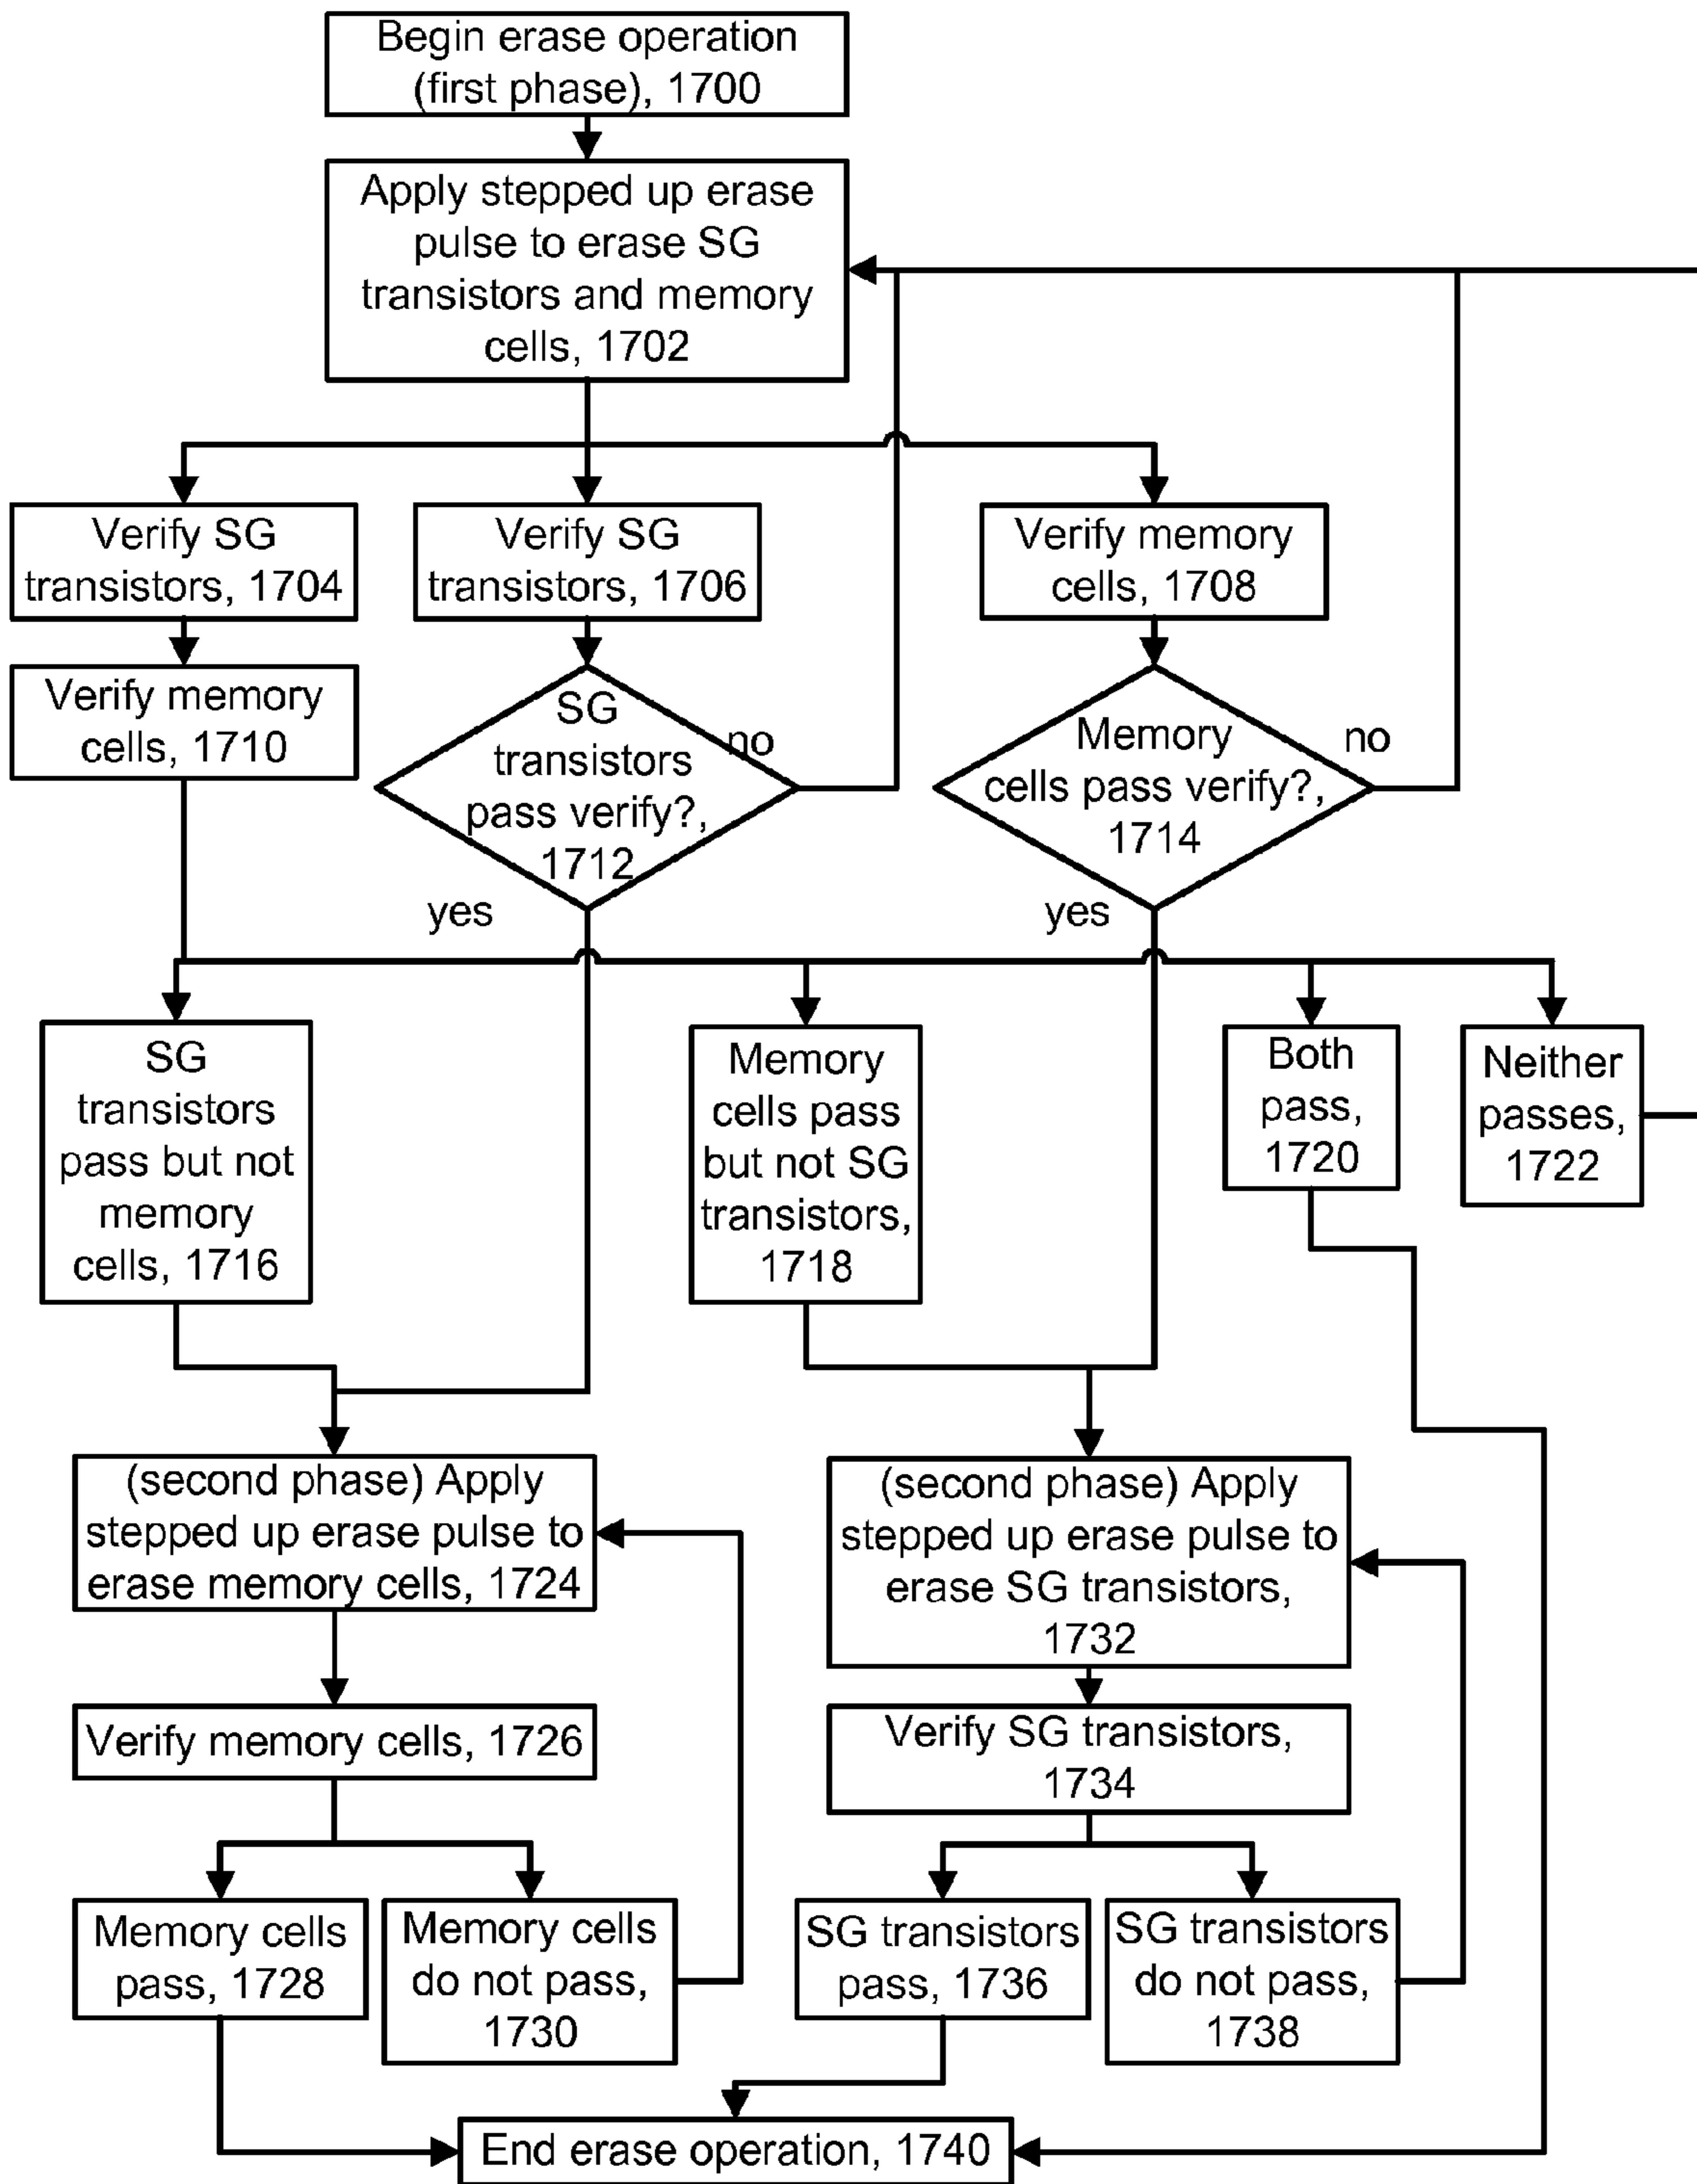 Begin erase operation
(first phase), 1700
Apply stepped up erase
pulse to erase SG
transistors and memory
cells, 1702
Verify SG
transistors, 1704
Verify SG
transistors, 1706
Verify memory
cells, 1708
Verify memory
cells, 1710
SG
transistors
pass verify?,
1712
no
yes
Memory
cells pass verify?,
1714
no
yes
SG
transistors
pass but not
memory
cells, 1716
Memory
cells pass
but not SG
transistors,
1718
Both
pass,
1720
Neither
passes,
1722
(second phase) Apply
stepped up erase pulse to
erase memory cells, 1724
(second phase) Apply
stepped up erase pulse to
erase SG transistors,
1732
Verify memory cells, 1726
Verify SG transistors,
1734
Memory cells
pass, 1728
Memory cells
do not pass,
1730
SG transistors
pass, 1736
SG transistors
do not pass,
1738
End erase operation, 1740